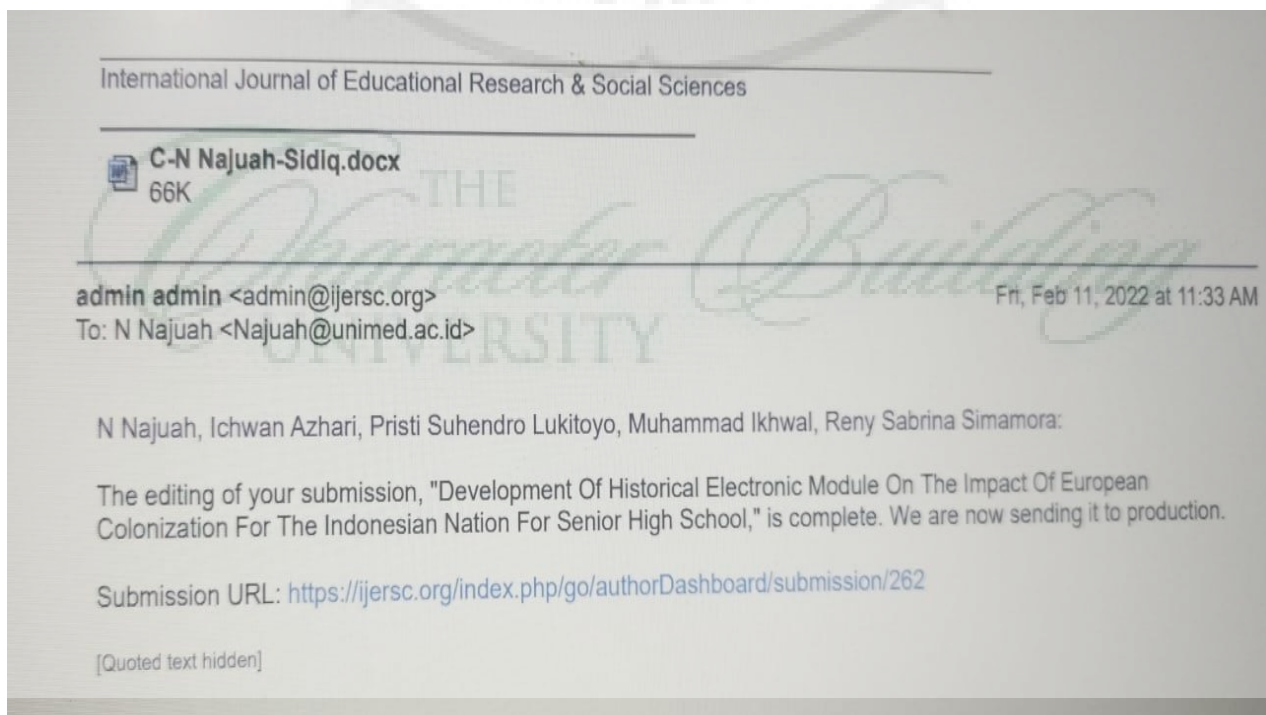 International Journal of Educational Research & Social Sciences
C-N Najuah-Sidiq.docx
66K
THE
Character Building
UNIVERSITY
admin admin <admin@ijersc.org>
Fri, Feb 11, 2022 at 11:33 AM
To: N Najuah <Najuah@unimed.ac.id>
N Najuah, Ichwan Azhari, Pristi Suhendro Lukitoyo, Muhammad Ikhwal, Reny Sabrina Simamora:
The editing of your submission, "Development Of Historical Electronic Module On The Impact Of European
Colonization For The Indonesian Nation For Senior High School," is complete. We are now sending it to production.
Submission URL: https://ijersc.org/index.php/go/authorDashboard/submission/262
[Quoted text hidden]